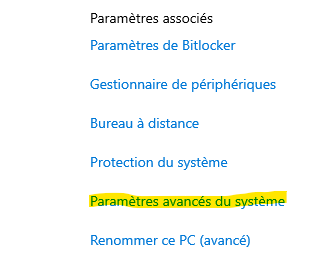 Paramètres associés
Paramètres de Bitlocker
Gestionnaire de périphériques
Bureau à distance
Protection du système
Paramètres avancés du système
Renommer ce PC (avancé)